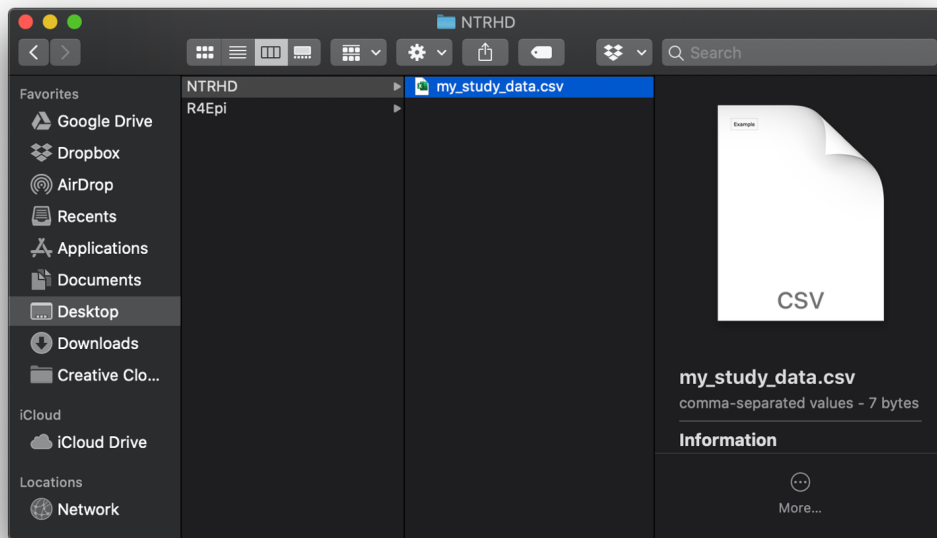 NTRHD
Search
Favorites
Google Drive
Dropbox
AirDrop
Recents
Applications
Documents
Desktop
Downloads
Creative Clo...
iCloud
iCloud Drive
Locations
Network
NTRHD
R4Epi
my_study_data.csv
Example
CSV
my_study_data.csv
comma-separated values - 7 bytes
Information
More...